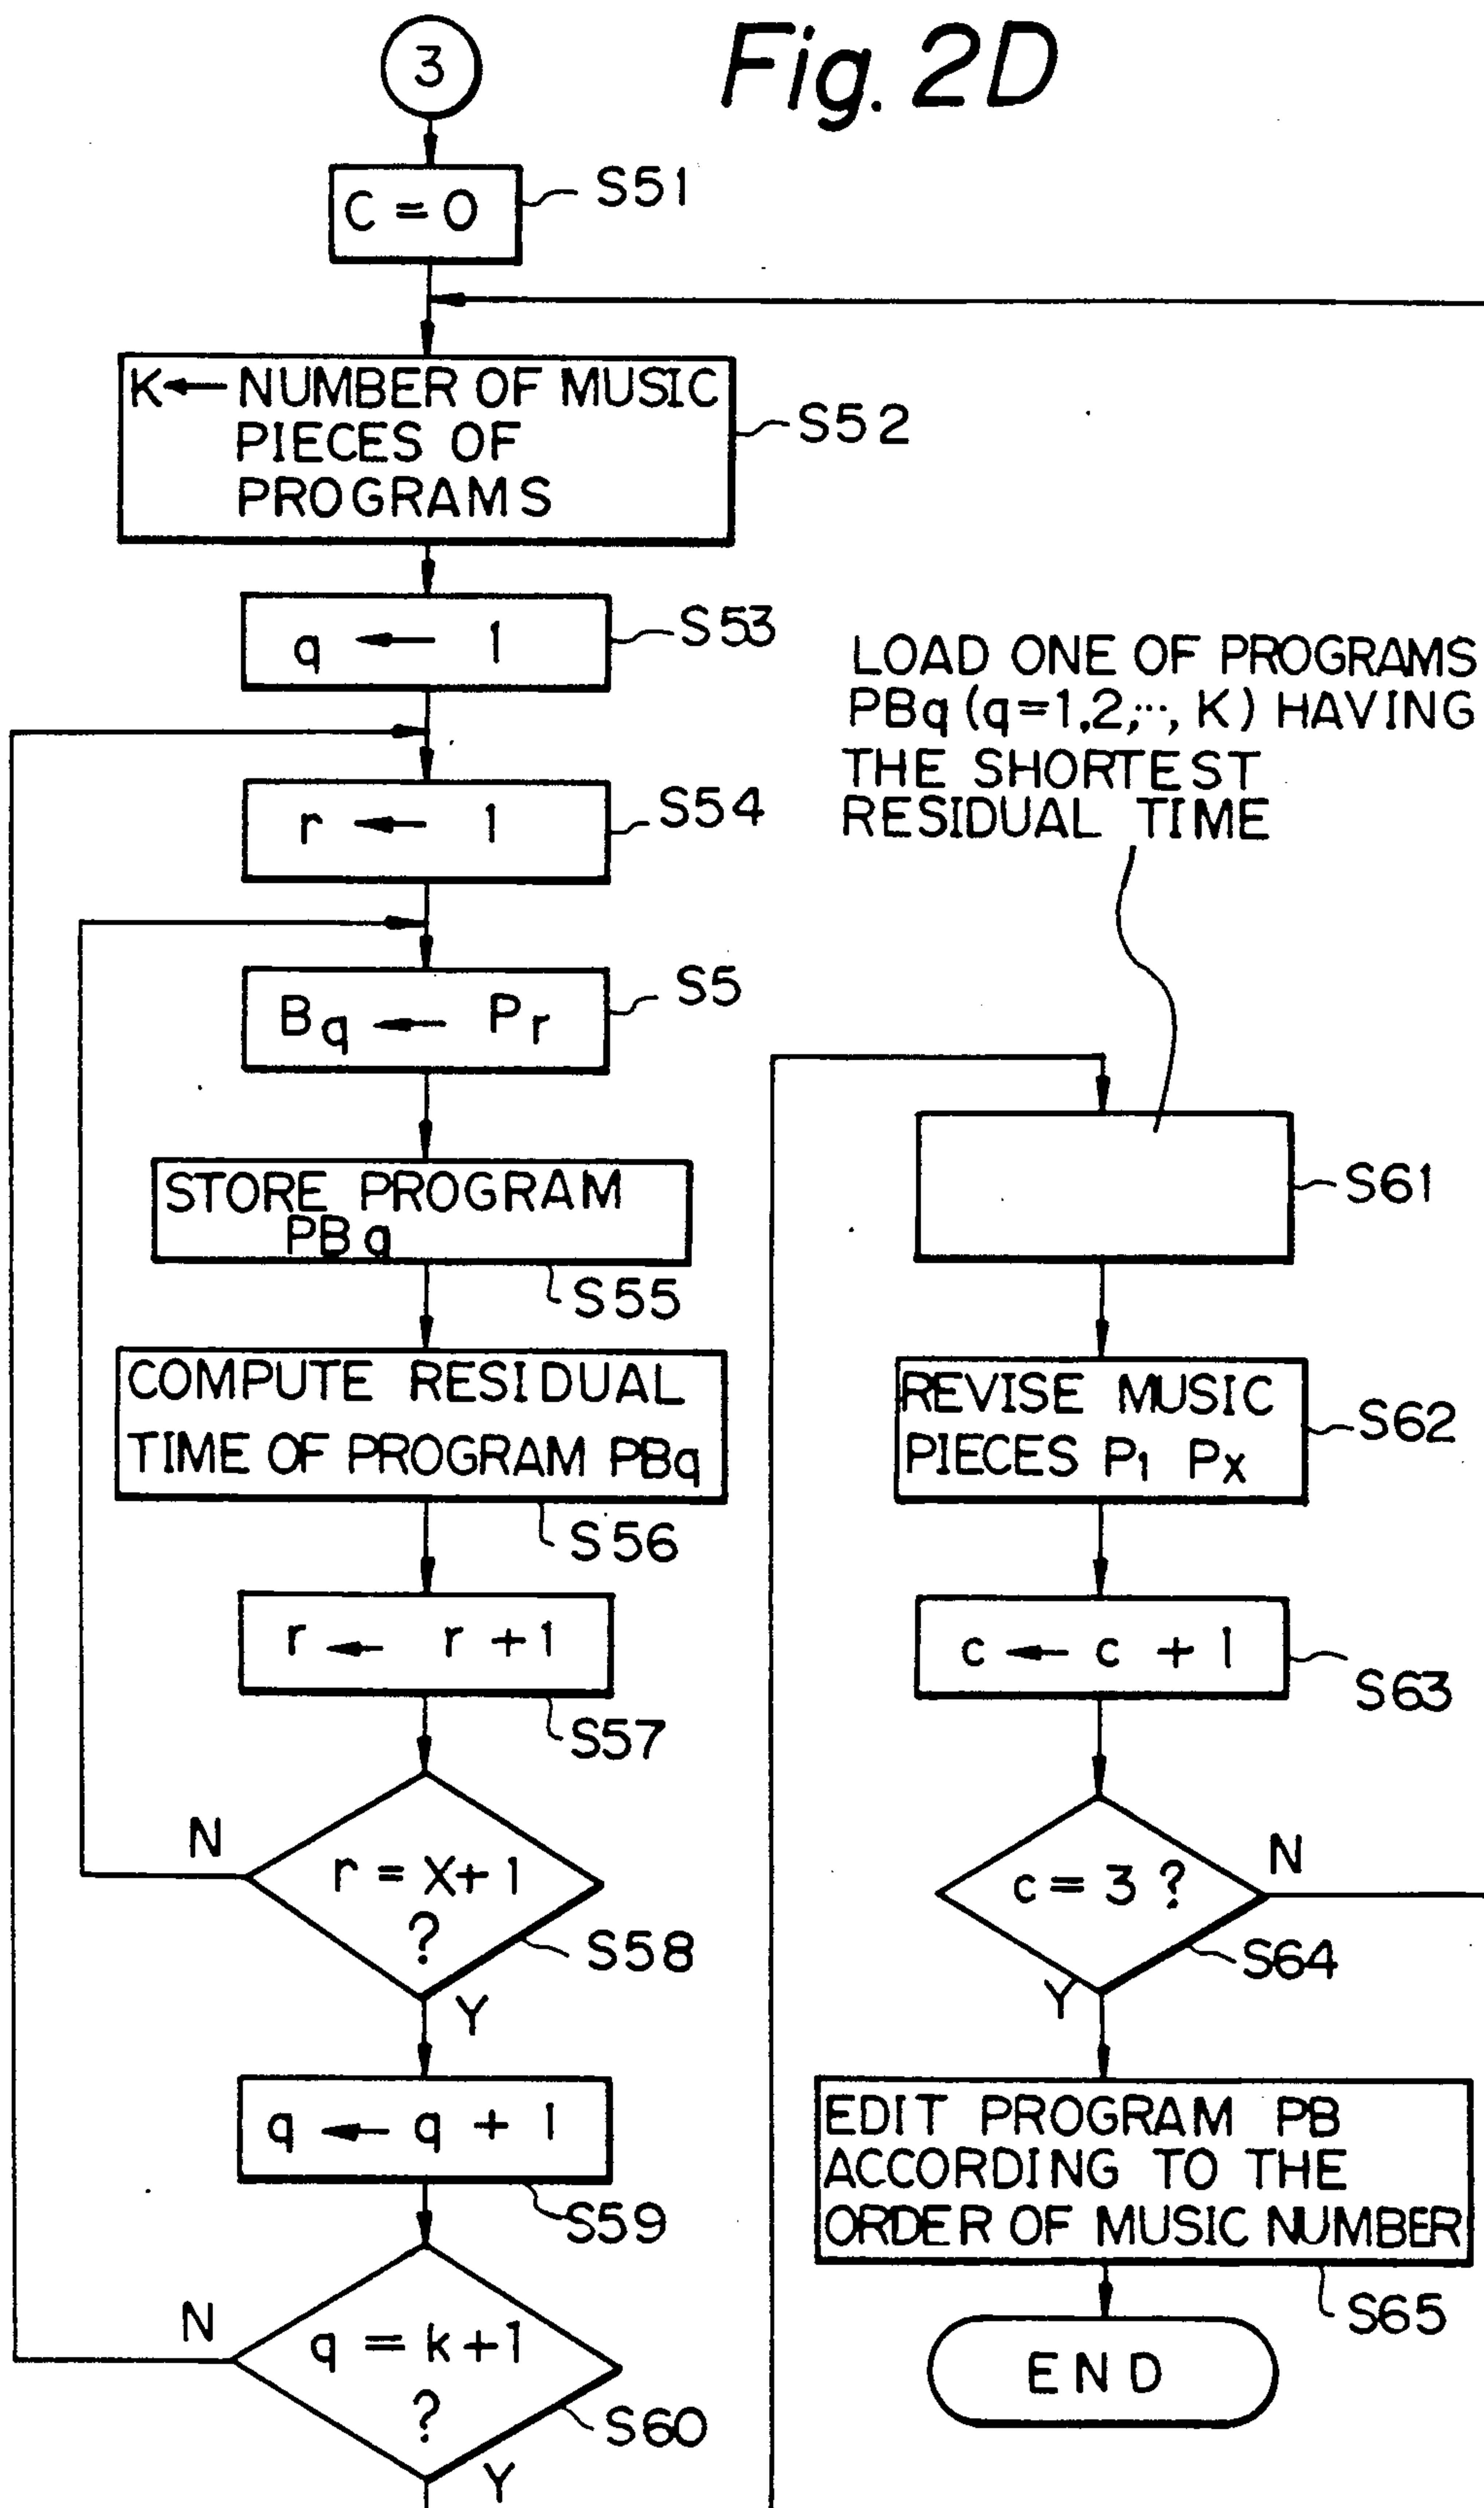 Fig. 2D
3
C = 0
S51
K ← NUMBER OF MUSIC
PIECES OF
PROGRAMS
S52
q ← 1
S53
r ← 1
S54
Bq ← Pr
S5
STORE PROGRAM
PBq
S55
COMPUTE RESIDUAL
TIME OF PROGRAM PBq
S56
r ← r + 1
S57
r = X + 1
?
N
S58
Y
q ← q + 1
S59
q = k + 1
?
N
S60
Y
LOAD ONE OF PROGRAMS
PBq (q=1,2,..., K) HAVING
THE SHORTEST
RESIDUAL TIME
S61
REVISE MUSIC
PIECES P1 Px
S62
c ← c + 1
S63
c = 3 ?
N
S64
Y
EDIT PROGRAM PB
ACCORDING TO THE
ORDER OF MUSIC NUMBER
S65
END